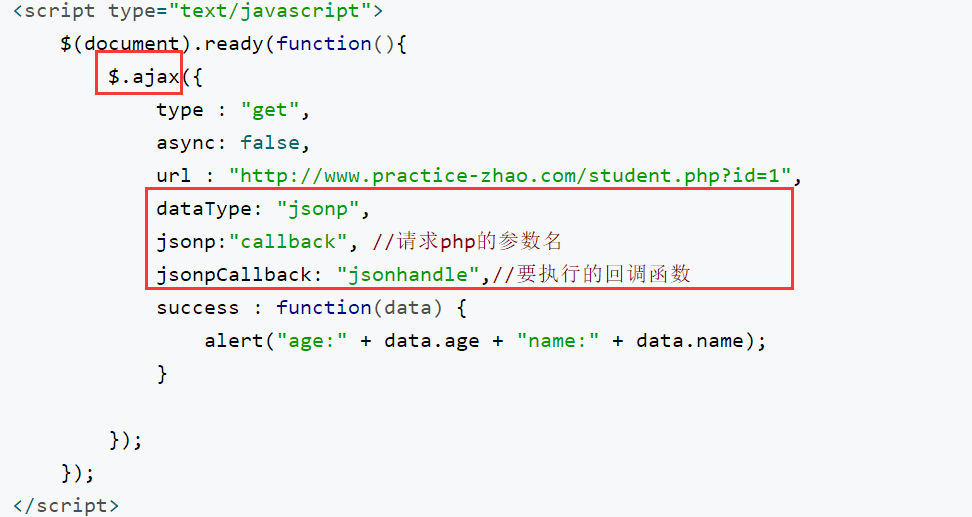 <script type="text/javascript">
    $(document).ready(function(){
        $.ajax({
            type : "get",
            async: false,
            url : "http://www.practice-zhao.com/student.php?id=1",
            dataType: "jsonp",
            jsonp:"callback", //请求php的参数名
            jsonpCallback: "jsonhandle",//要执行的回调函数
            success : function(data) {
                alert("age:" + data.age + "name:" + data.name);
            }
        });
    });
</script>